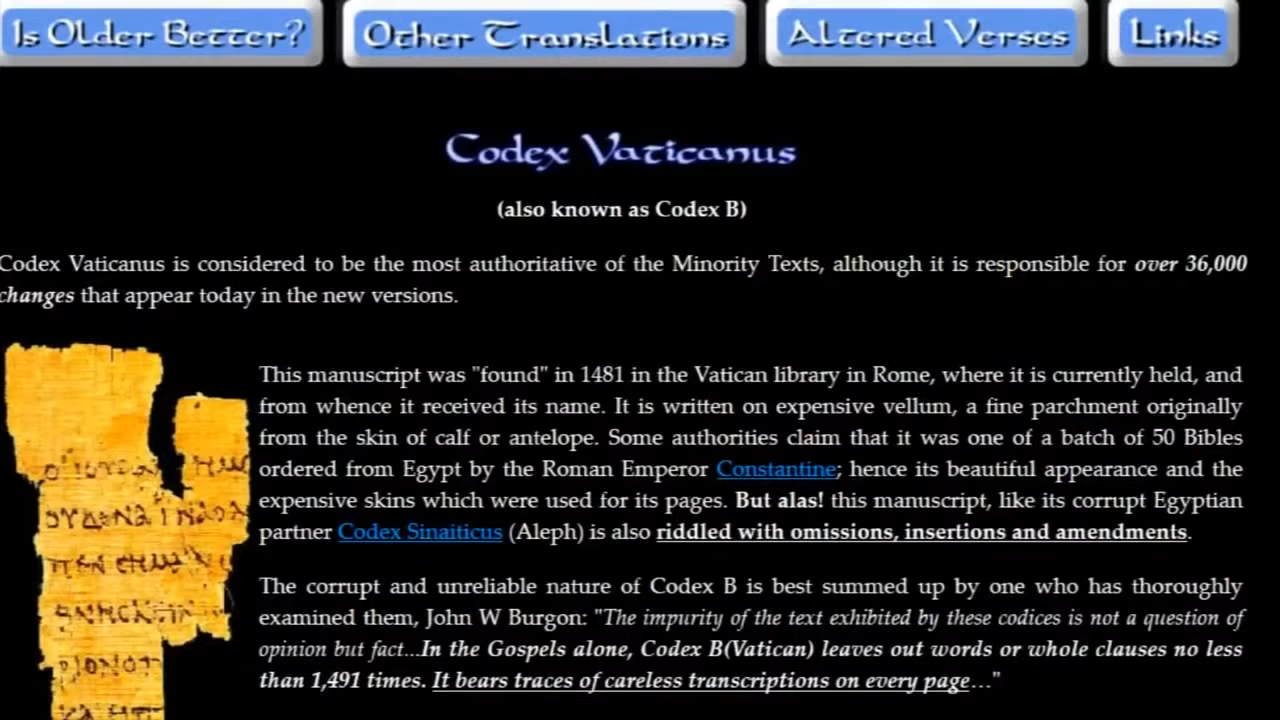 Is Older Better? Other Translations Altered Verses Links
Codex Vaticanus
(also known as Codex B)
Codex Vaticanus is considered to be the most authoritative of the Minority Texts, although it is responsible for over 36,000
changes that appear today in the new versions.
This manuscript was "found" in 1481 in the Vatican library in Rome, where it is currently held, and
from whence it received its name. It is written on expensive vellum, a fine parchment originally
from the skin of calf or antelope. Some authorities claim that it was one of a batch of 50 Bibles
ordered from Egypt by the Roman Emperor Constantine; hence its beautiful appearance and the
expensive skins which were used for its pages. But alas! this manuscript, like its corrupt Egyptian
partner Codex Sinaiticus (Aleph) is also riddled with omissions, insertions and amendments.
The corrupt and unreliable nature of Codex B is best summed up by one who has thoroughly
examined them, John W Burgon: "The impurity of the text exhibited by these codices is not a question of
opinion but fact...In the Gospels alone, Codex B(Vatican) leaves out words or whole clauses no less
than 1,491 times. It bears traces of careless transcriptions on every page..."